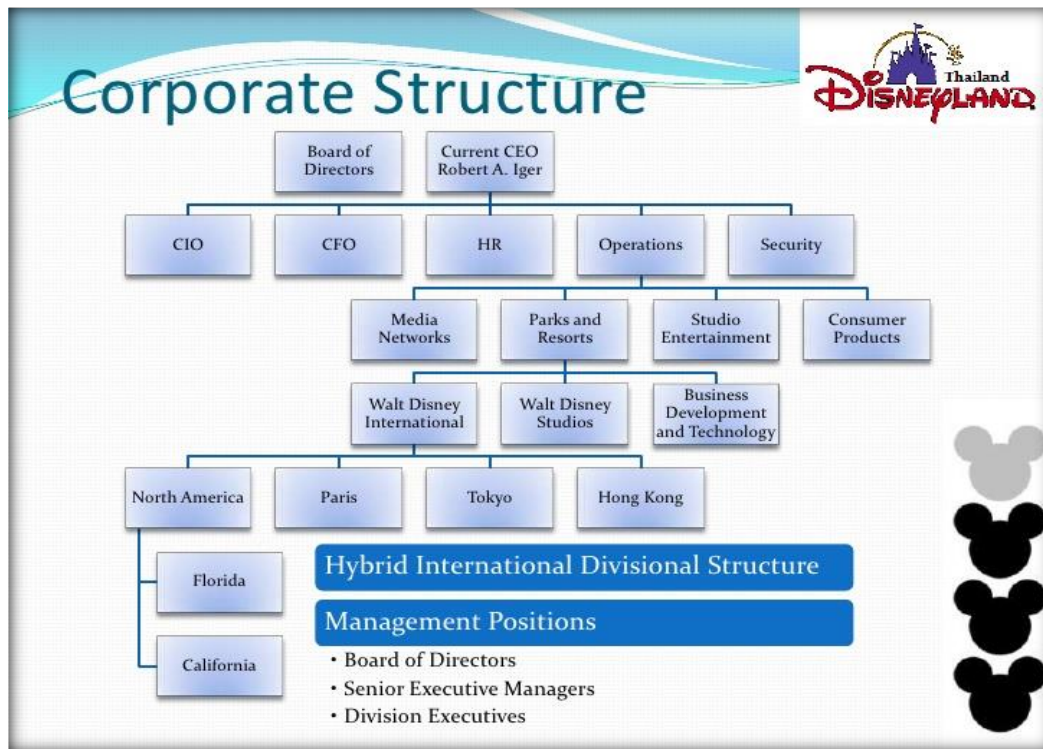 Corporate Structure
Thailand
DISNEYLAND
Board of
Directors
Current CEO
Robert A. Iger
CIO
CFO
HR
Operations
Security
Media
Networks
Parks and
Resorts
Studio
Entertainment
Consumer
Products
Walt Disney
International
Walt Disney
Studios
Business
Development
and Technology
North America
Paris
Tokyo
Hong Kong
Florida
California
Hybrid International Divisional Structure
Management Positions
• Board of Directors
• Senior Executive Managers
• Division Executives